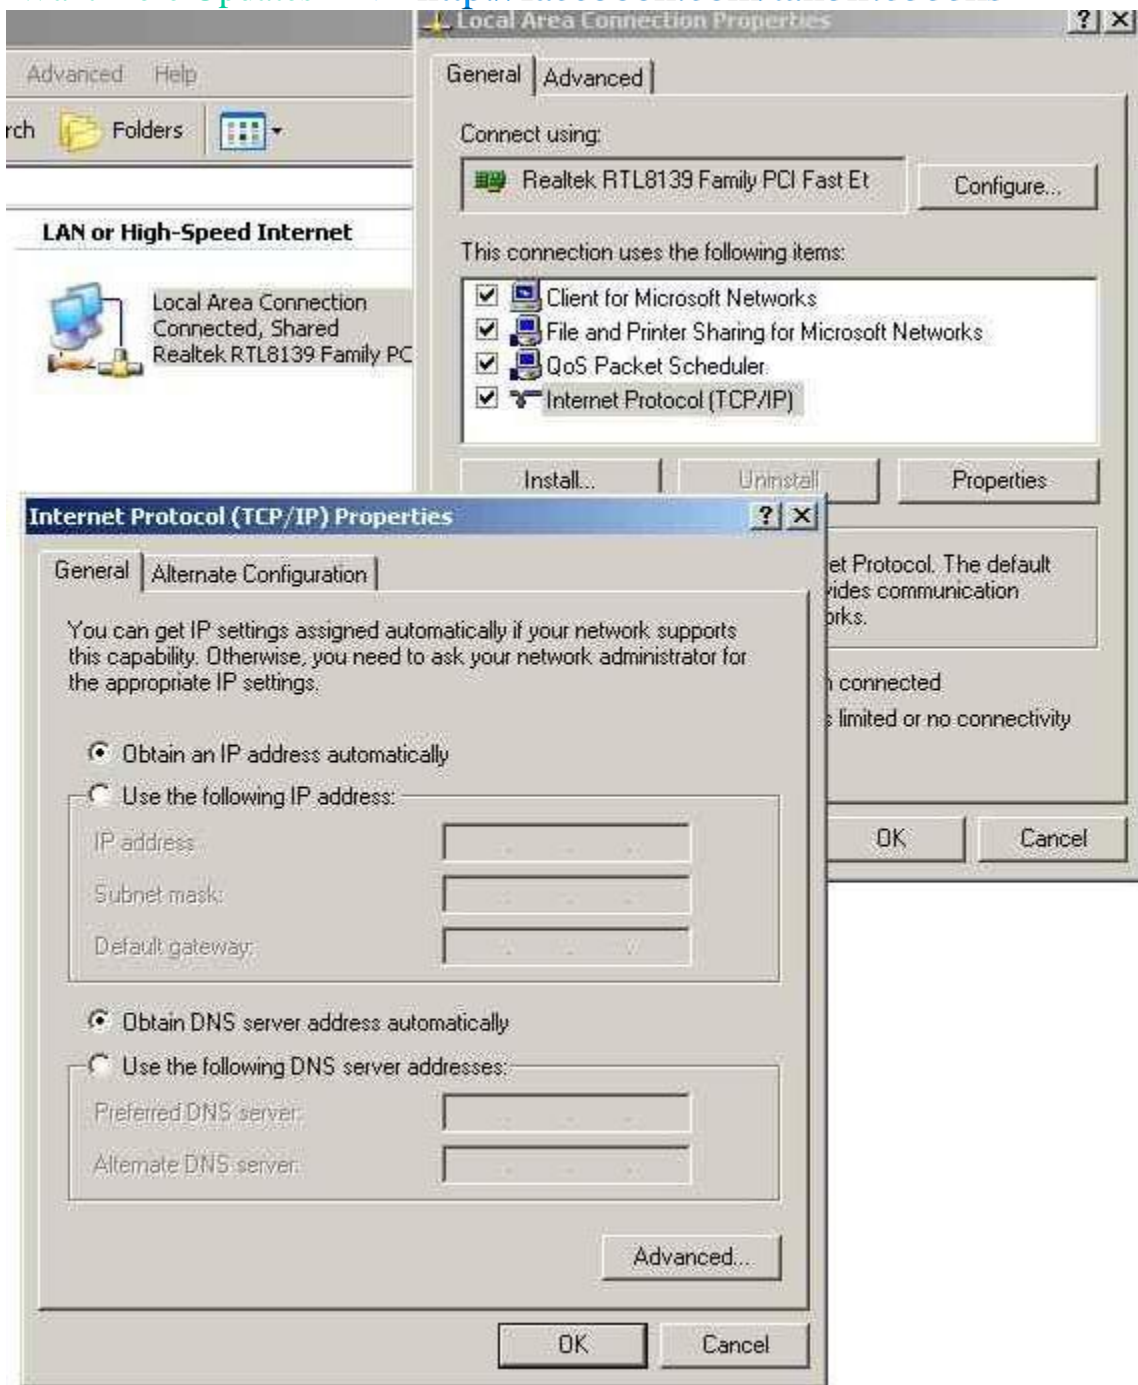 Local Area Connection Properties
Advanced Help
General Advanced
rch Folders
Connect using:
Realtek RTL8139 Family PCI Fast Et
Configure...
LAN or High-Speed Internet
This connection uses the following items:
Local Area Connection
Connected, Shared
Realtek RTL8139 Family PC
Client for Microsoft Networks
File and Printer Sharing for Microsoft Networks
QoS Packet Scheduler
Internet Protocol (TCP/IP)
Install... Uninstall Properties
Internet Protocol (TCP/IP) Properties
General Alternate Configuration
et Protocol. The default
vides communication
orks.
You can get IP settings assigned automatically if your network supports
this capability. Otherwise, you need to ask your network administrator for
the appropriate IP settings.
connected
limited or no connectivity
Obtain an IP address automatically
Use the following IP address:
IP address
Subnet mask:
Default gateway:
OK Cancel
Obtain DNS server address automatically
Use the following DNS server addresses:
Preferred DNS server:
Alternate DNS server:
Advanced...
OK Cancel